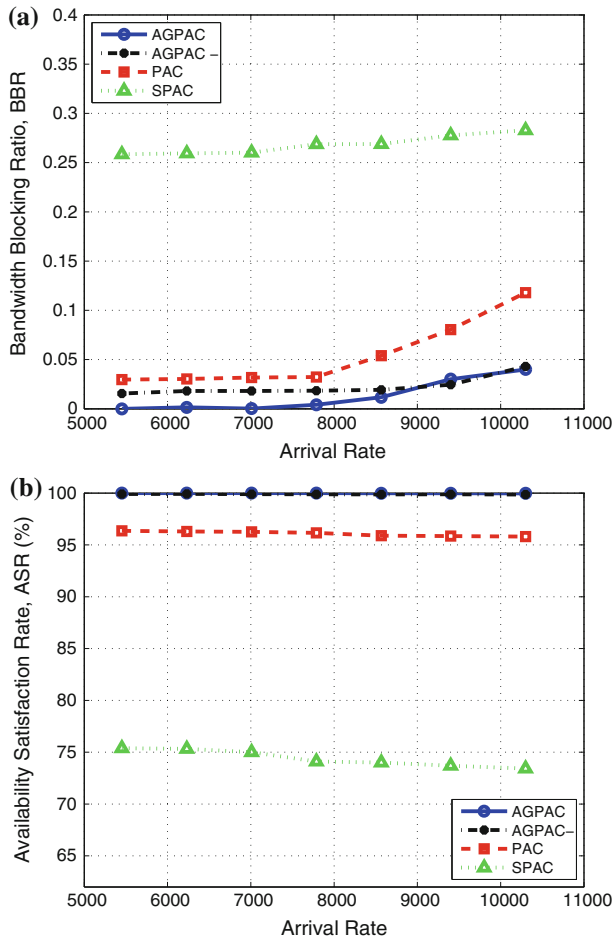 (a)
0.4
0.35
0.3
0.25
0.2
0.15
0.1
0.05
0
Bandwidth Blocking Ratio, BBR
AGPAC
AGPAC –
PAC
SPAC
5000 6000 7000 8000 9000 10000 11000
Arrival Rate
(b)
100
95
90
85
80
75
70
65
Availability Satisfaction Rate, ASR (%)
AGPAC
AGPAC–
PAC
SPAC
5000 6000 7000 8000 9000 10000 11000
Arrival Rate